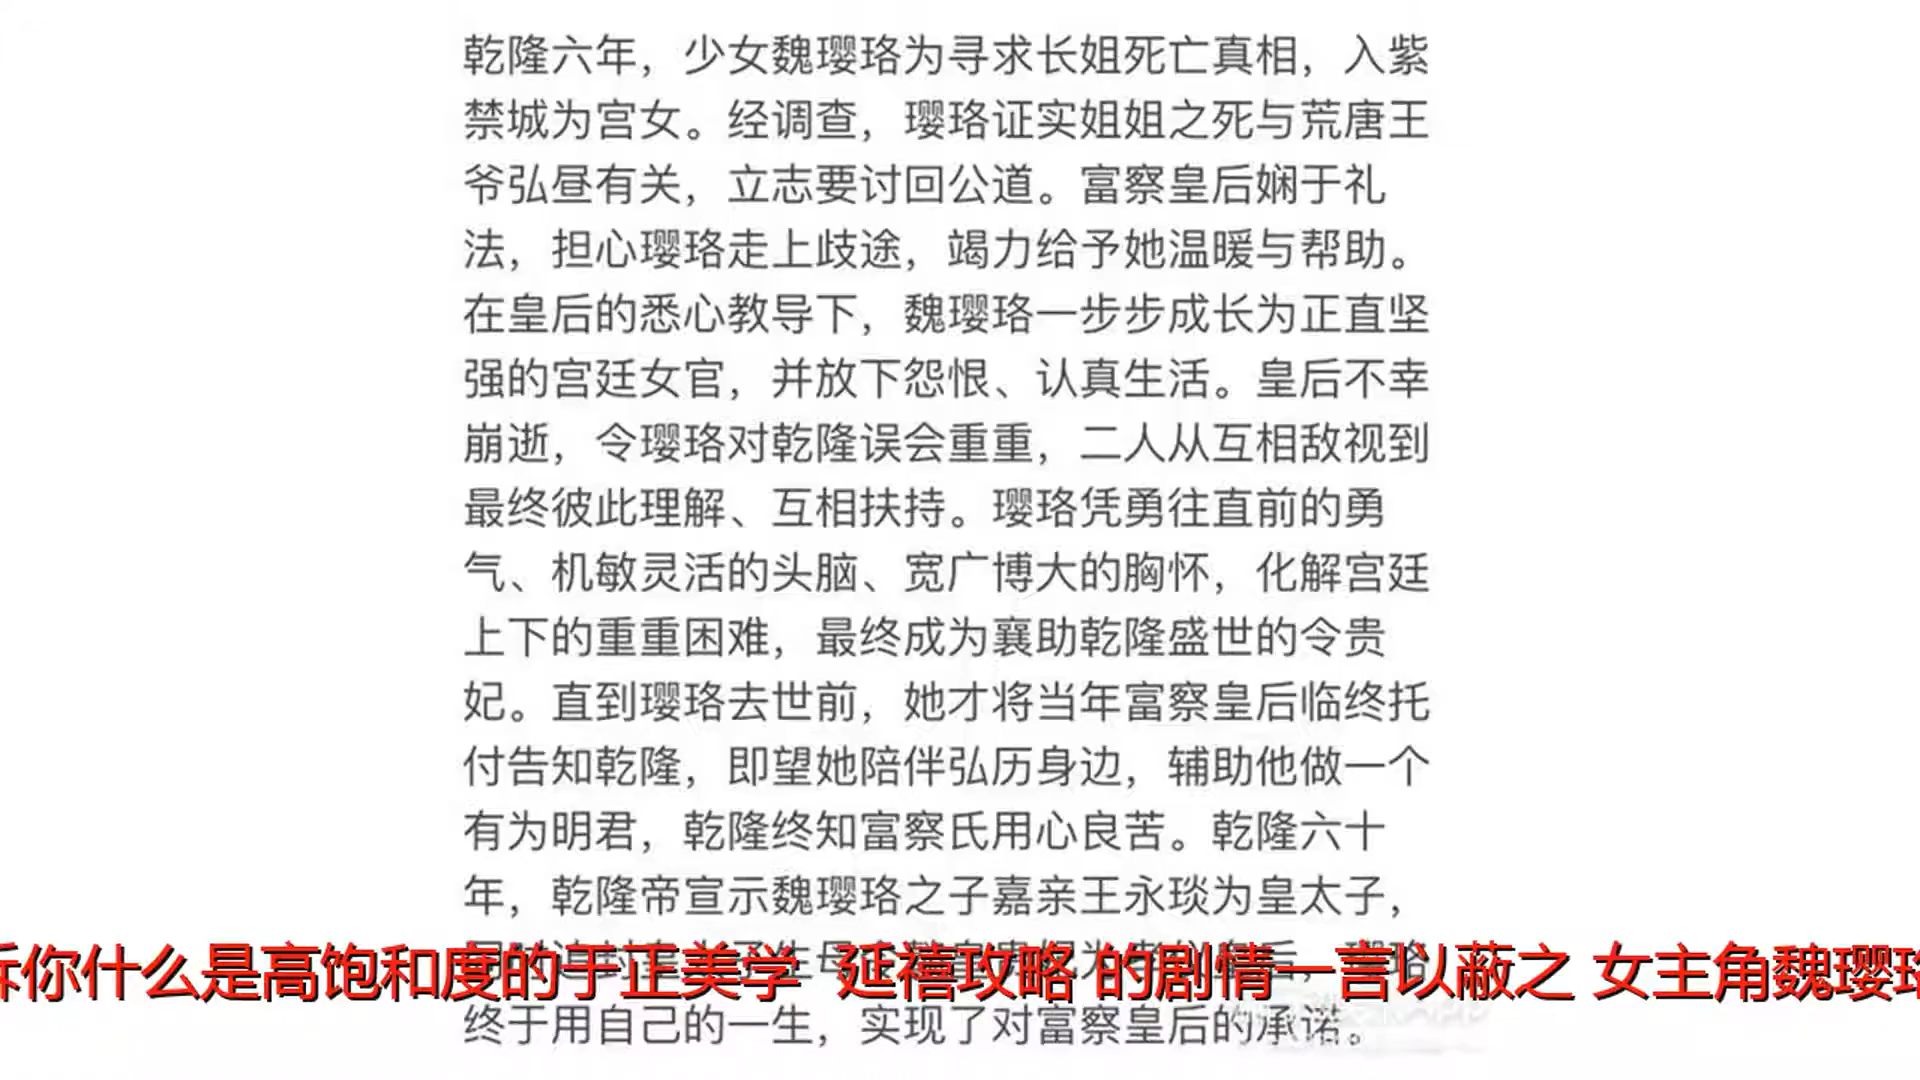 乾隆六年，少女魏璎珞为寻求长姐死亡真相，入紫
禁城为宫女。经调查，璎珞证实姐姐之死与荒唐王
爷弘昼有关，立志要讨回公道。富察皇后娴于礼
法，担心璎珞走上歧途，竭力给予她温暖与帮助。
在皇后的悉心教导下，魏璎珞一步步成长为正直坚
强的宫廷女官，并放下怨恨、认真生活。皇后不幸
崩逝，令璎珞对乾隆误会重重，二人从互相敌视到
最终彼此理解、互相扶持。璎珞凭勇往直前的勇
气、机敏灵活的头脑、宽广博大的胸怀，化解宫廷
上下的重重困难，最终成为襄助乾隆盛世的令贵
妃。直到璎珞去世前，她才将当年富察皇后临终托
付告知乾隆，即望她陪伴弘历身边，辅助他做一个
有为明君，乾隆终知富察氏用心良苦。乾隆六十
年，乾隆帝宣示魏璎珞之子嘉亲王永琰为皇太子，
诉你什么是高饱和度的于正美学 延禧攻略 的剧情一言以蔽之 女主角魏璎珞
终于用自己的一生，实现了对富察皇后的承诺。